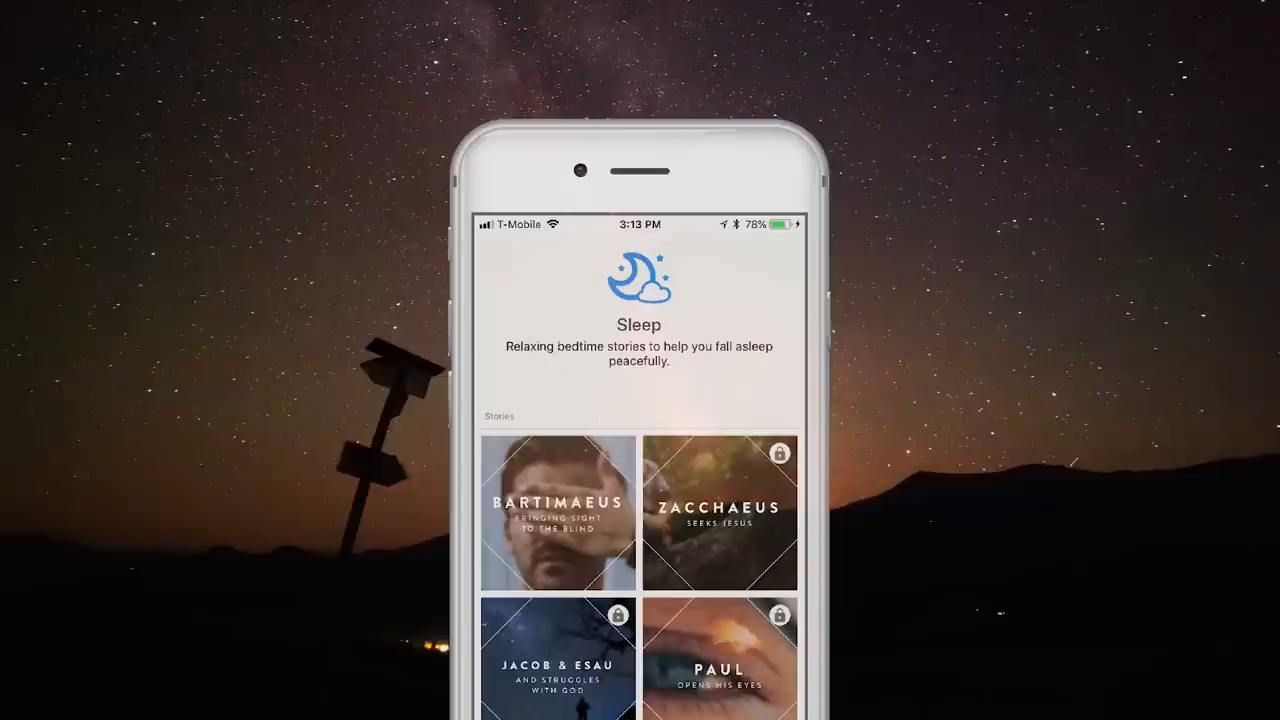 T-Mobile 3:13 PM 78%
Sleep
Relaxing bedtime stories to help you fall asleep
peacefully.
Stories
BARTIMAEUS
BRINGING SIGHT
TO THE BLIND
ZACCHAEUS
SEEKS JESUS
JACOB & ESAU
AND STRUGGLES
WITH GOD
PAUL
OPENS HIS EYES